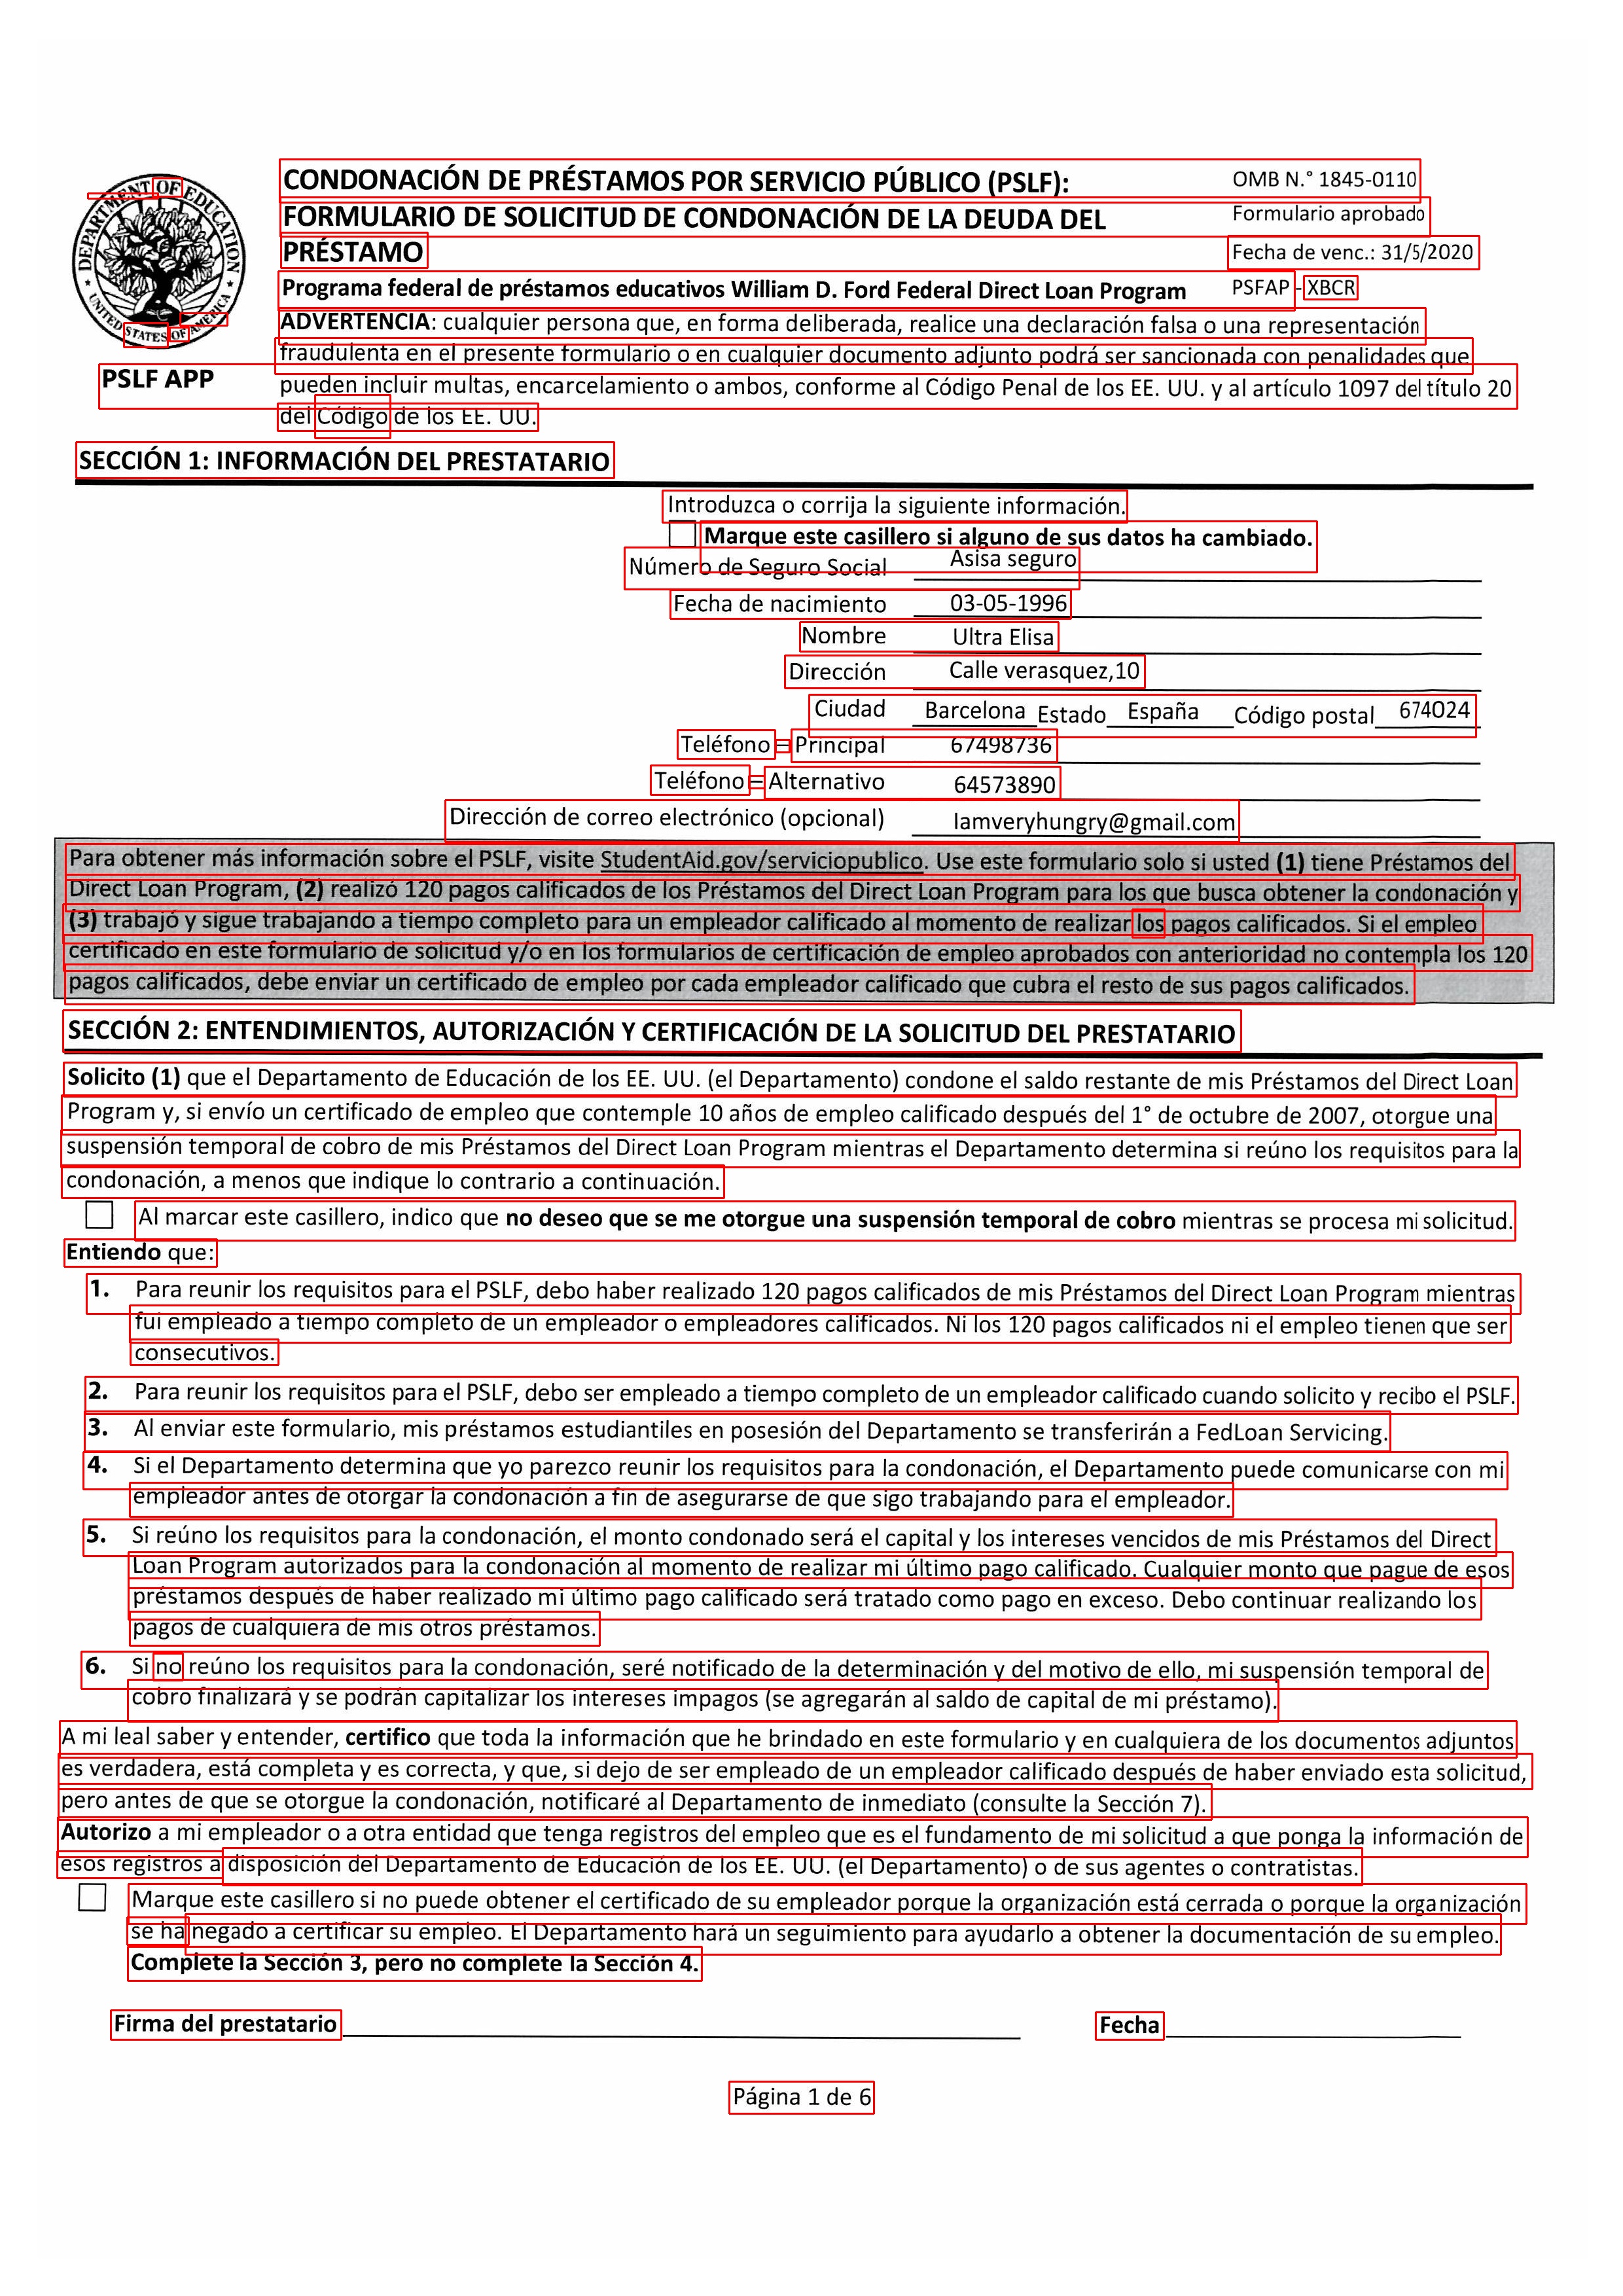 DEPARTMENT OF EDUCATION
UNITED STATES OF AMERICA
CONDONACIÓN DE PRÉSTAMOS POR SERVICIO PÚBLICO (PSLF): OMB N.° 1845-0110
FORMULARIO DE SOLICITUD DE CONDONACIÓN DE LA DEUDA DEL Formulario aprobado
PRÉSTAMO Fecha de venc.: 31/5/2020
Programa federal de préstamos educativos William D. Ford Federal Direct Loan Program PSFAP - XBCR
ADVERTENCIA: cualquier persona que, en forma deliberada, realice una declaración falsa o una representación
fraudulenta en el presente formulario o en cualquier documento adjunto podrá ser sancionada con penalidades que
PSLF APP pueden incluir multas, encarcelamiento o ambos, conforme al Código Penal de los EE. UU. y al artículo 1097 del título 20
del Código de los EE. UU.
SECCIÓN 1: INFORMACIÓN DEL PRESTATARIO
Introduzca o corrija la siguiente información.
Marque este casillero si alguno de sus datos ha cambiado.
Número de Seguro Social Asisa seguro
Fecha de nacimiento 03-05-1996
Nombre Ultra Elisa
Dirección Calle verasquez,10
Ciudad Barcelona Estado España Código postal 674024
Teléfono = Principal 67498736
Teléfono = Alternativo 64573890
Dirección de correo electrónico (opcional) Iamveryhungry@gmail.com
Para obtener más información sobre el PSLF, visite StudentAid.gov/serviciopublico. Use este formulario solo si usted (1) tiene Préstamos del
Direct Loan Program, (2) realizó 120 pagos calificados de los Préstamos del Direct Loan Program para los que busca obtener la condonación y
(3) trabajó y sigue trabajando a tiempo completo para un empleador calificado al momento de realizar los pagos calificados. Si el empleo
certificado en este formulario de solicitud y/o en los formularios de certificación de empleo aprobados con anterioridad no contempla los 120
pagos calificados, debe enviar un certificado de empleo por cada empleador calificado que cubra el resto de sus pagos calificados.
SECCIÓN 2: ENTENDIMIENTOS, AUTORIZACIÓN Y CERTIFICACIÓN DE LA SOLICITUD DEL PRESTATARIO
Solicito (1) que el Departamento de Educación de los EE. UU. (el Departamento) condone el saldo restante de mis Préstamos del Direct Loan
Program y, si envío un certificado de empleo que contemple 10 años de empleo calificado después del 1° de octubre de 2007, otorgue una
suspensión temporal de cobro de mis Préstamos del Direct Loan Program mientras el Departamento determina si reúno los requisitos para la
condonación, a menos que indique lo contrario a continuación.
Al marcar este casillero, indico que no deseo que se me otorgue una suspensión temporal de cobro mientras se procesa mi solicitud.
Entiendo que:
1. Para reunir los requisitos para el PSLF, debo haber realizado 120 pagos calificados de mis Préstamos del Direct Loan Program mientras
fui empleado a tiempo completo de un empleador o empleadores calificados. Ni los 120 pagos calificados ni el empleo tienen que ser
consecutivos.
2. Para reunir los requisitos para el PSLF, debo ser empleado a tiempo completo de un empleador calificado cuando solicito y recibo el PSLF.
3. Al enviar este formulario, mis préstamos estudiantiles en posesión del Departamento se transferirán a FedLoan Servicing.
4. Si el Departamento determina que yo parezco reunir los requisitos para la condonación, el Departamento puede comunicarse con mi
empleador antes de otorgar la condonación a fin de asegurarse de que sigo trabajando para el empleador.
5. Si reúno los requisitos para la condonación, el monto condonado será el capital y los intereses vencidos de mis Préstamos del Direct
Loan Program autorizados para la condonación al momento de realizar mi último pago calificado. Cualquier monto que pague de esos
préstamos después de haber realizado mi último pago calificado será tratado como pago en exceso. Debo continuar realizando los
pagos de cualquiera de mis otros préstamos.
6. Si no reúno los requisitos para la condonación, seré notificado de la determinación y del motivo de ello, mi suspensión temporal de
cobro finalizará y se podrán capitalizar los intereses impagos (se agregarán al saldo de capital de mi préstamo).
A mi leal saber y entender, certifico que toda la información que he brindado en este formulario y en cualquiera de los documentos adjuntos
es verdadera, está completa y es correcta, y que, si dejo de ser empleado de un empleador calificado después de haber enviado esta solicitud,
pero antes de que se otorgue la condonación, notificaré al Departamento de inmediato (consulte la Sección 7).
Autorizo a mi empleador o a otra entidad que tenga registros del empleo que es el fundamento de mi solicitud a que ponga la información de
esos registros a disposición del Departamento de Educación de los EE. UU. (el Departamento) o de sus agentes o contratistas.
Marque este casillero si no puede obtener el certificado de su empleador porque la organización está cerrada o porque la organización
se ha negado a certificar su empleo. El Departamento hará un seguimiento para ayudarlo a obtener la documentación de su empleo.
Complete la Sección 3, pero no complete la Sección 4.
Firma del prestatario Fecha
Página 1 de 6